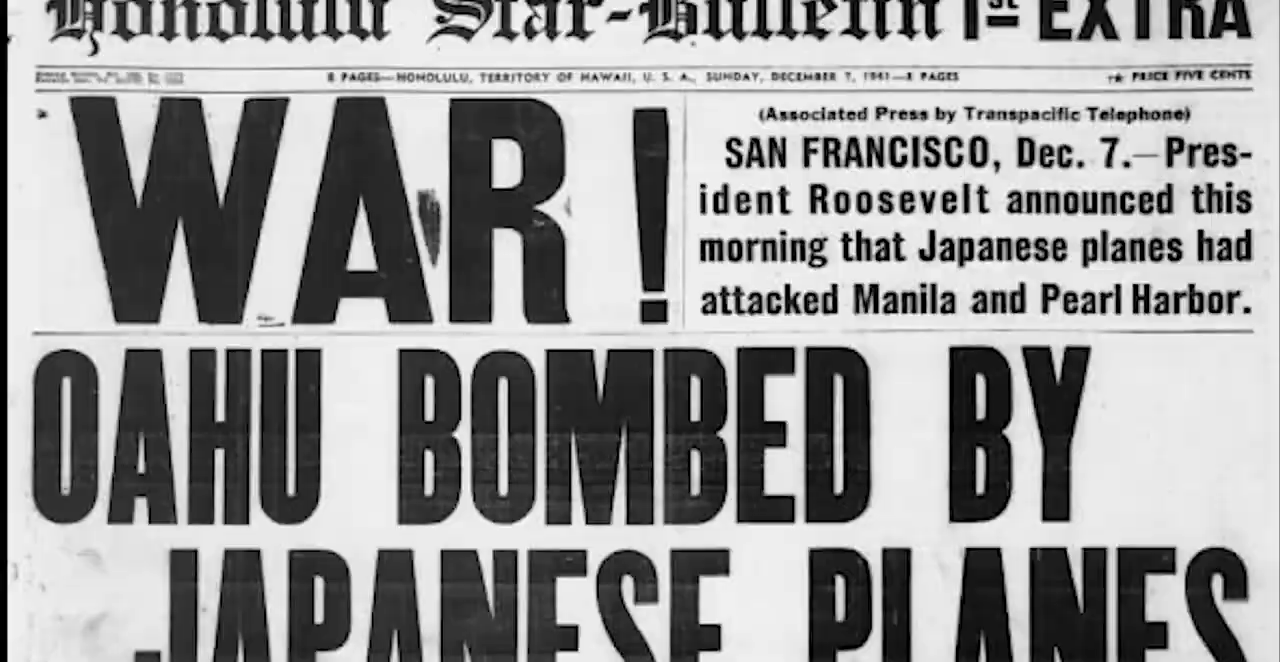 Honolulu Star-Bulletin 1st EXTRA
8 PAGES—HONOLULU, TERRITORY OF HAWAII, U. S. A., SUNDAY, DECEMBER 7, 1941—8 PAGES
★ PRICE FIVE CENTS
WAR !
(Associated Press by Transpacific Telephone)
SAN FRANCISCO, Dec. 7.—Pres-
ident Roosevelt announced this
morning that Japanese planes had
attacked Manila and Pearl Harbor.
OAHU BOMBED BY
JAPANESE PLANES